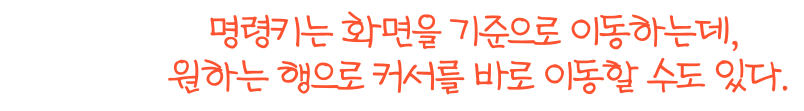 명령키는 화면을 기준으로 이동하는데,
원하는 행으로 커서를 바로 이동할 수도 있다.